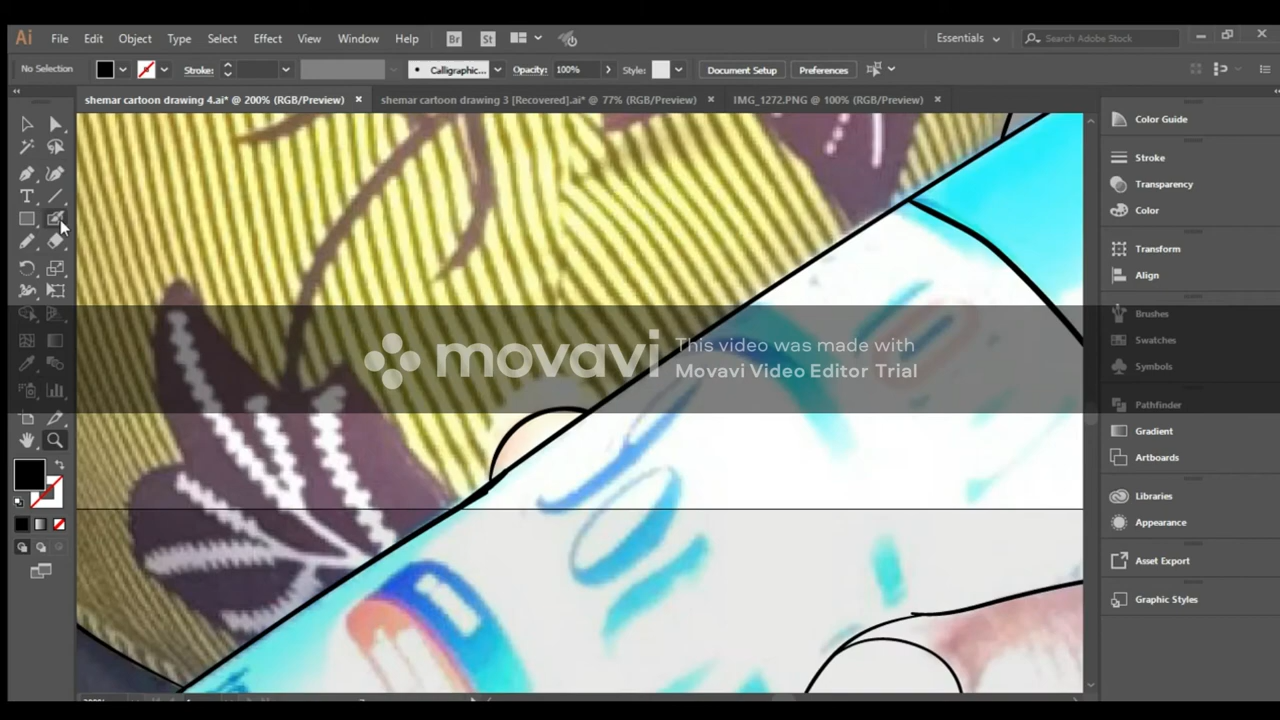 Ai File Edit Object Type Select Effect View Window Help Br St Essentials Search Adobe Stock
No Selection Stroke: Calligraphic... Opacity: 100% Style: Document Setup Preferences
shemar cartoon drawing 4.ai* @ 200% (RGB/Preview) × shemar cartoon drawing 3 [Recovered].ai* @ 77% (RGB/Preview) × IMG_1272.PNG @ 100% (RGB/Preview) ×
Color Guide
Stroke
Transparency
Color
Transform
Align
Brushes
Swatches
Symbols
Pathfinder
Gradient
Artboards
Libraries
Appearance
Asset Export
Graphic Styles
movavi
This video was made with
Movavi Video Editor Trial